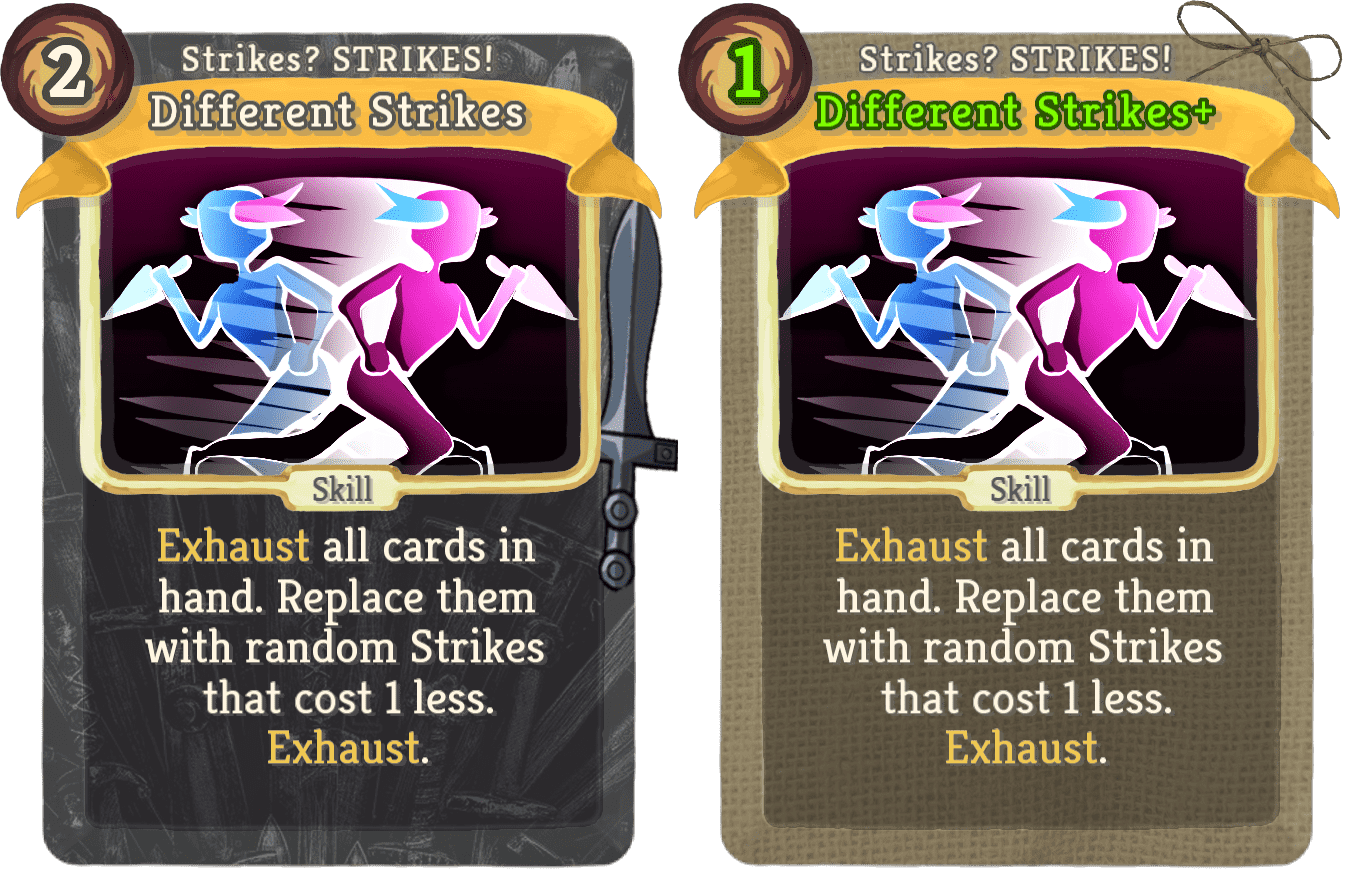 2
Strikes? STRIKES!
Different Strikes
Skill
Exhaust all cards in
hand. Replace them
with random Strikes
that cost 1 less.
Exhaust.
1
Strikes? STRIKES!
Different Strikes+
Skill
Exhaust all cards in
hand. Replace them
with random Strikes
that cost 1 less.
Exhaust.